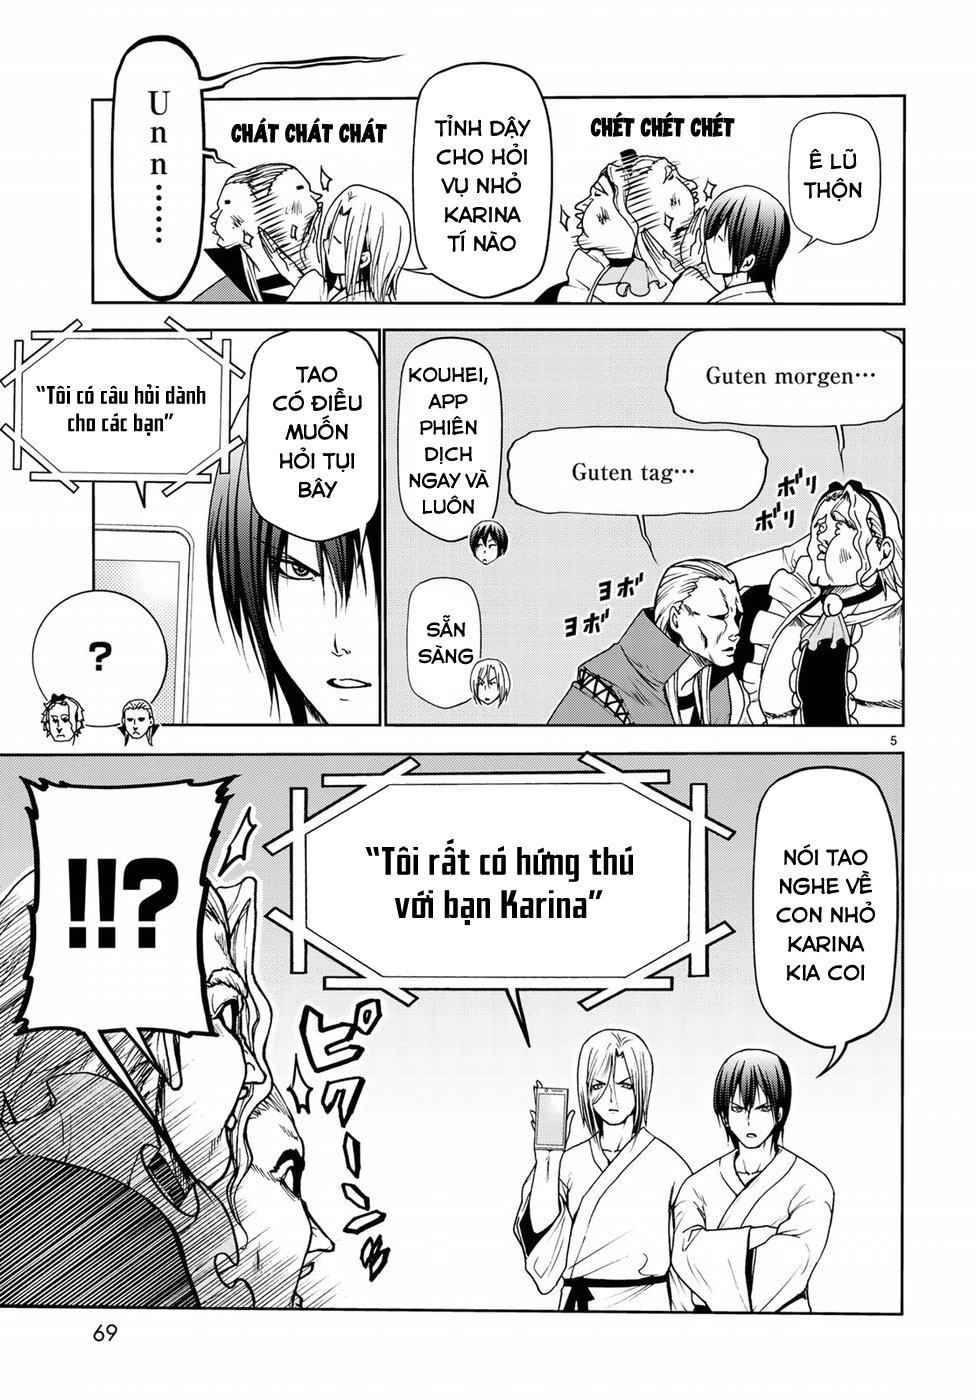 Ê LŨ
THỘN
CHÉT CHÉT CHÉT
TỈNH DẬY
CHO HỎI
VỤ NHỎ
KARINA
TÍ NÀO
CHÁT CHÁT CHÁT
Unn……
Guten morgen…
Guten tag…
ボリ
ボリ
ヨボ
ヨボ
KOUHEI,
APP
PHIÊN
DỊCH
NGAY VÀ
LUÔN
SẴN
SÀNG
TAO
CÓ ĐIỀU
MUỐN
HỎI TỤI
BÂY
“Tôi có câu hỏi dành
cho các bạn”
?
5
NÓI TAO
NGHE VỀ
CON NHỎ
KARINA
KIA COI
“Tôi rất có hứng thú
với bạn Karina”
!!?
ピクッ
69